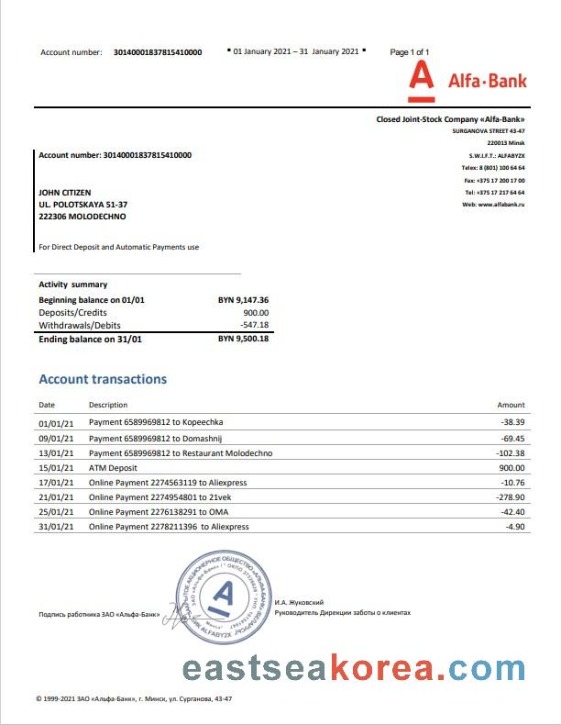 Account number: 30140001837815410000 * 01 January 2021 – 31 January 2021 * Page 1 of 1
A Alfa·Bank
Closed Joint-Stock Company «Alfa-Bank»
SURGANOVA STREET 43-47
220013 Minsk
S.W.I.F.T.: ALFABYZX
Telex: 8 (801) 100 64 64
Fax: +375 17 200 17 00
Tel: +375 17 217 64 64
Web: www.alfabank.ru
Account number: 30140001837815410000
JOHN CITIZEN
UL. POLOTSKAYA 51-37
222306 MOLODECHNO
For Direct Deposit and Automatic Payments use
Activity summary
Beginning balance on 01/01 BYN 9,147.36
Deposits/Credits 900.00
Withdrawals/Debits -547.18
Ending balance on 31/01 BYN 9,500.18
Account transactions
Date Description Amount
01/01/21 Payment 6589969812 to Kopeechka -38.39
09/01/21 Payment 6589969812 to Domashnij -69.45
13/01/21 Payment 6589969812 to Restaurant Molodechno -102.38
15/01/21 ATM Deposit 900.00
17/01/21 Online Payment 2274563119 to Aliexpress -10.76
21/01/21 Online Payment 2274954801 to 21vek -278.90
25/01/21 Online Payment 2276138291 to OMA -42.40
31/01/21 Online Payment 2278211396 to Aliexpress -4.90
А
ALFABYZX
И.А. Жуковский
Подпись работника ЗАО «Альфа-Банк» Руководитель Дирекции заботы о клиентах
eastseakorea.com
© 1999-2021 ЗАО «Альфа-Банк», г. Минск, ул. Сурганова, 43-47